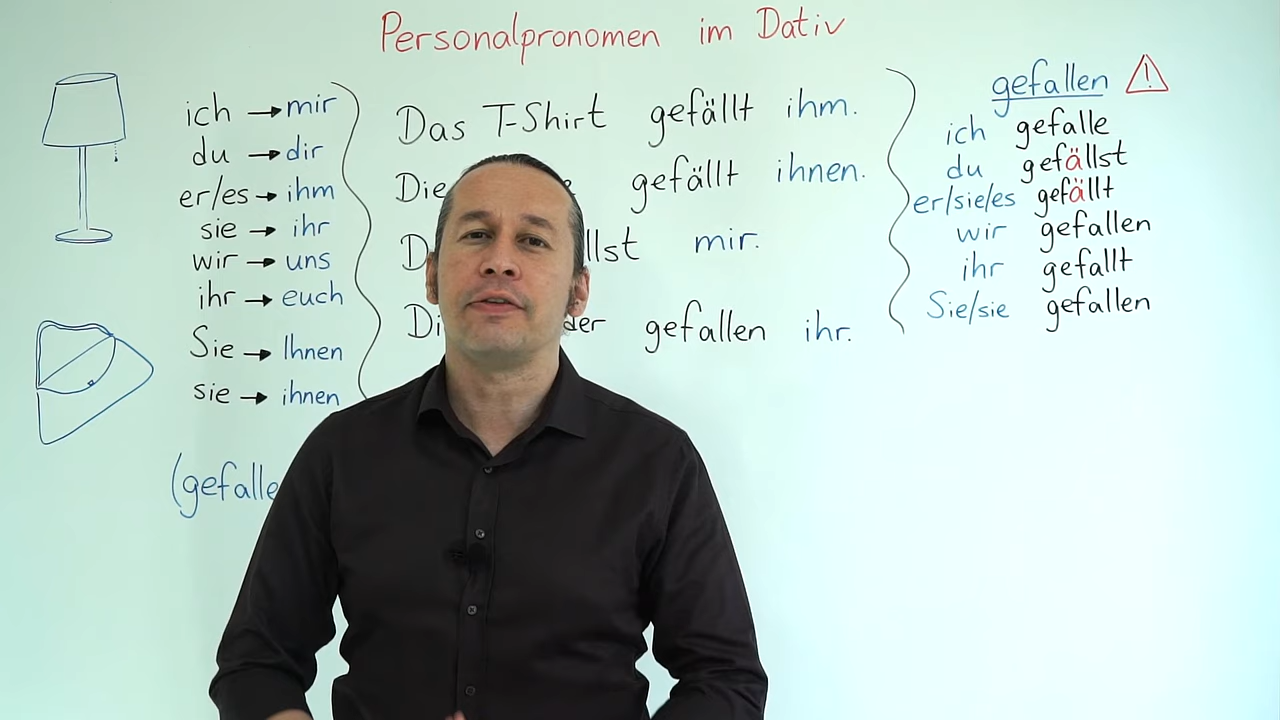 Personalpronomen im Dativ
ich → mir
du → dir
er/es → ihm
sie → ihr
wir → uns
ihr → euch
Sie → Ihnen
sie → ihnen
(gefalle
Das T-Shirt gefällt ihm.
Die gefällt ihnen.
mir.
gefallen ihr.
gefallen
!
ich gefalle
du gefällst
er/sie/es gefällt
wir gefallen
ihr gefallt
Sie/sie gefallen